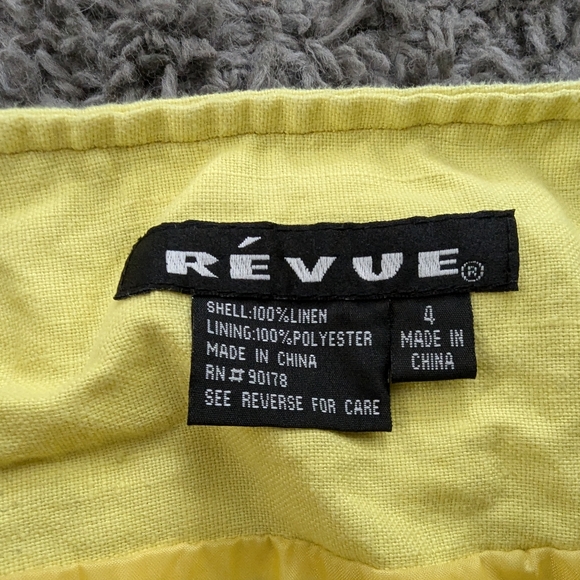 RÉVUE®
SHELL:100%LINEN
LINING:100%POLYESTER
MADE IN CHINA
RN#90178
SEE REVERSE FOR CARE
4
MADE IN
CHINA